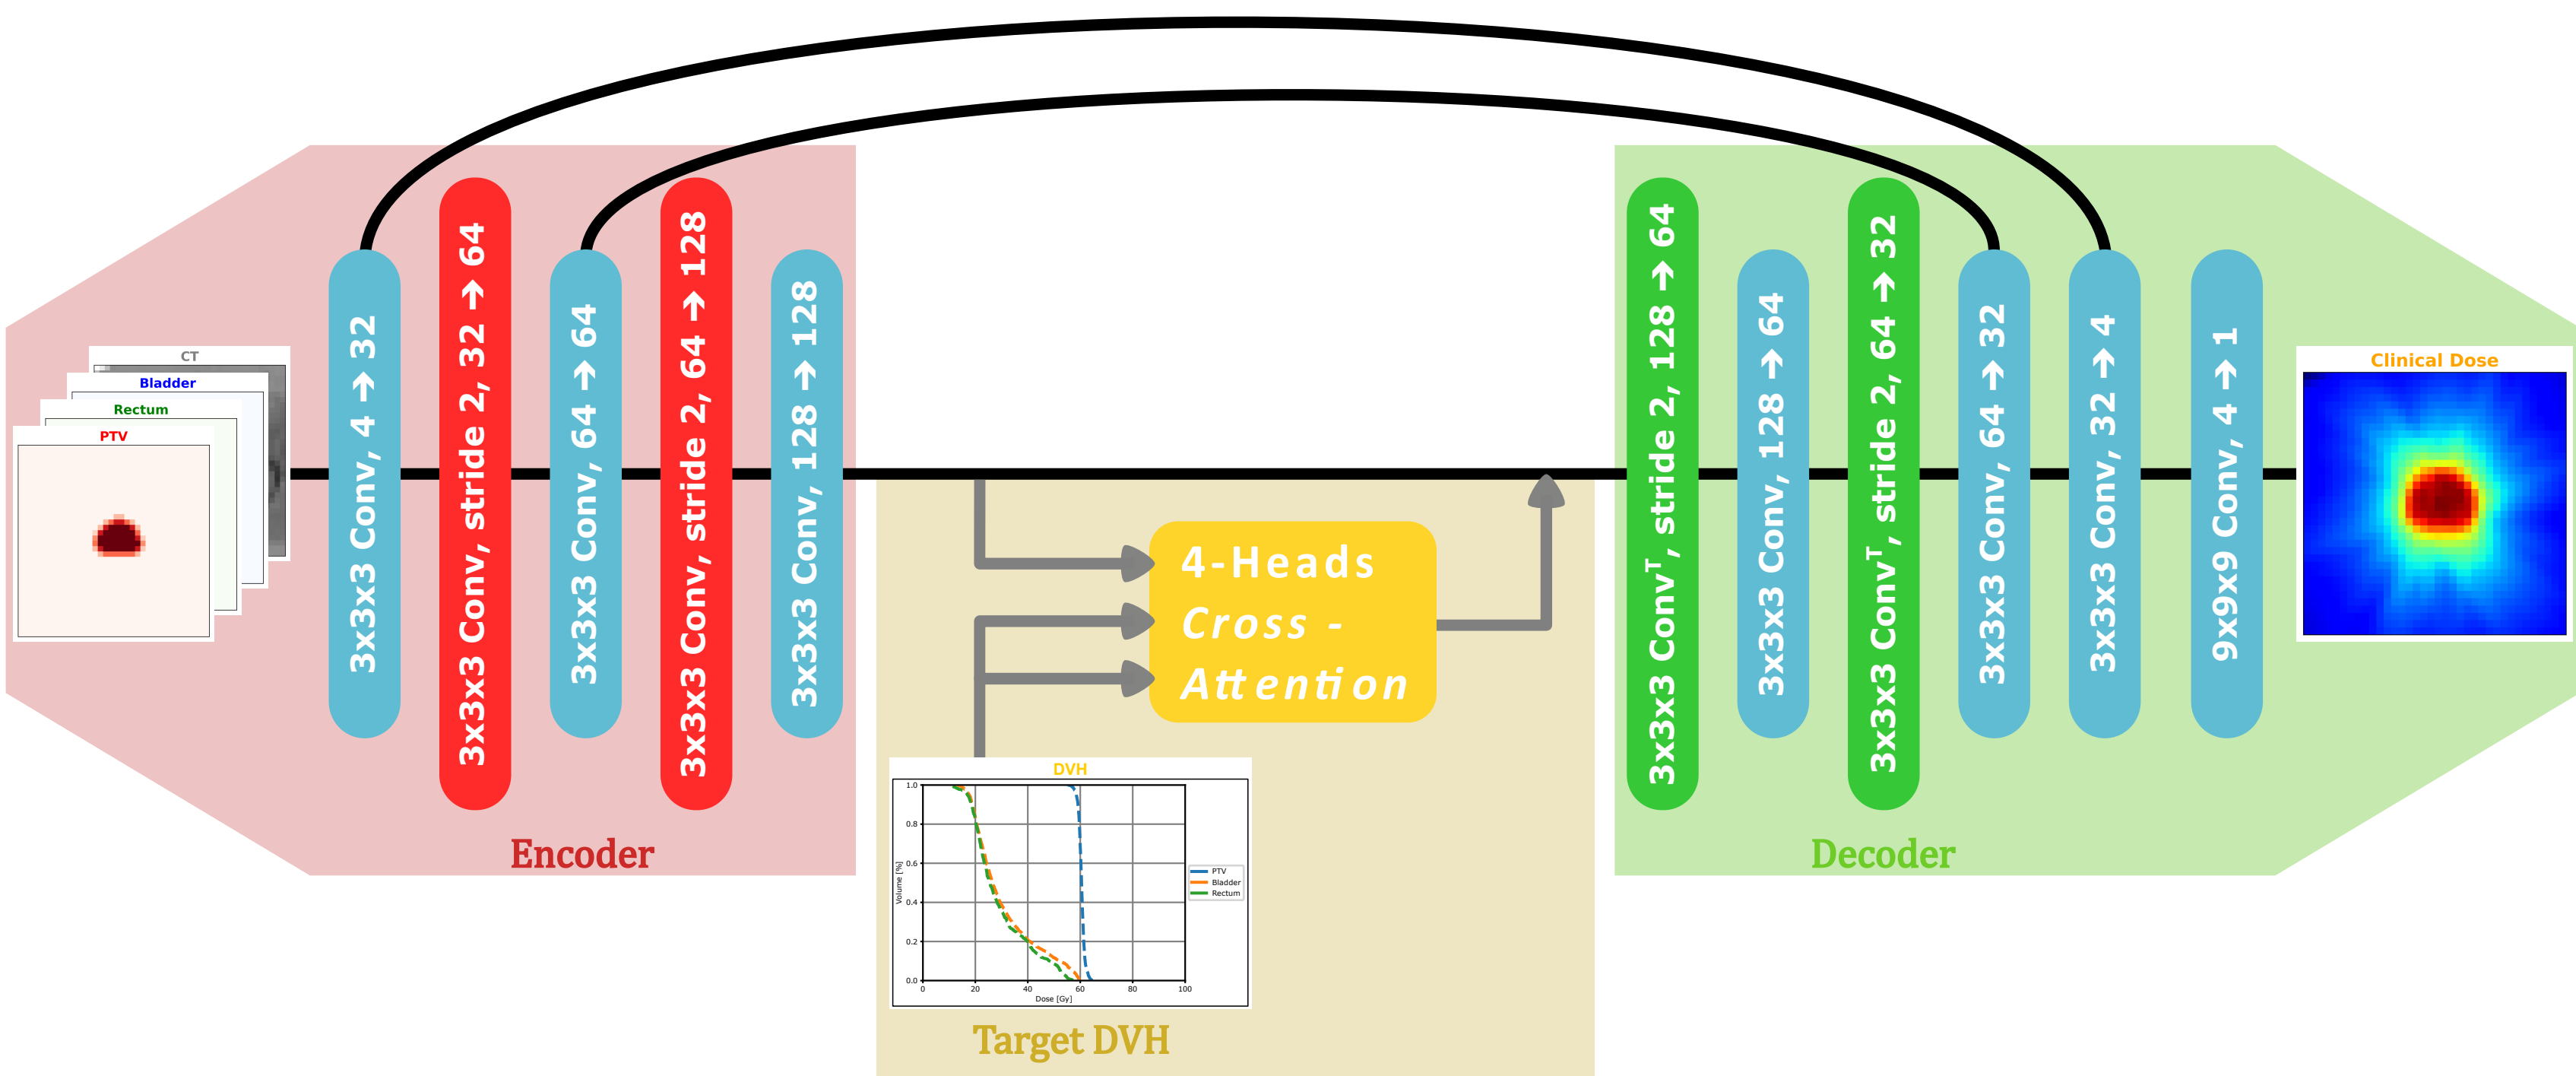 CT
Bladder
Rectum
PTV
3x3x3 Conv, 4 → 32
3x3x3 Conv, stride 2, 32 → 64
3x3x3 Conv, 64 → 64
3x3x3 Conv, stride 2, 64 → 128
3x3x3 Conv, 128 → 128
Encoder
4-Heads
Cross -
Attention
DVH
1.0
0.8
0.6
0.4
0.2
0.0
Volume [%]
0 20 40 60 80 100
Dose [Gy]
PTV
Bladder
Rectum
Target DVH
3x3x3 Convᵀ, stride 2, 128 → 64
3x3x3 Conv, 128 → 64
3x3x3 Convᵀ, stride 2, 64 → 32
3x3x3 Conv, 64 → 32
3x3x3 Conv, 32 → 4
9x9x9 Conv, 4 → 1
Decoder
Clinical Dose